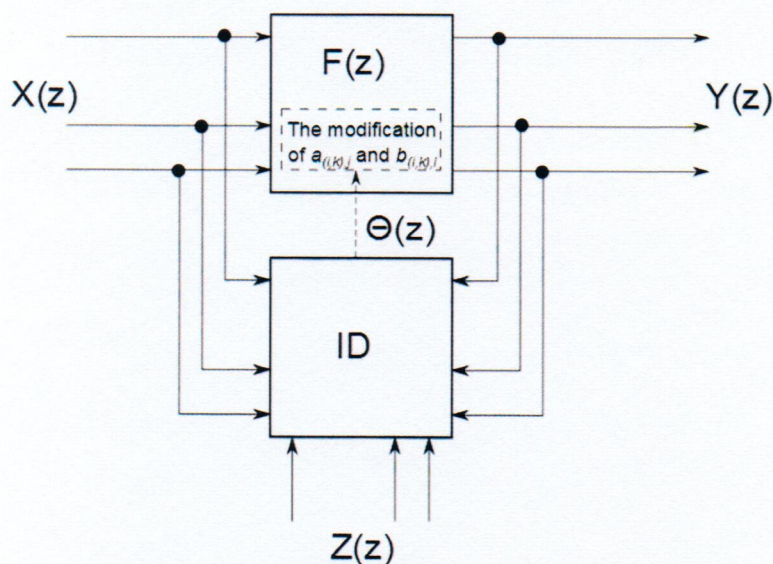 F(z)
X(z)
Y(z)
The modification
of a(i,k),j and b(i,k),i
Θ(z)
ID
Z(z)